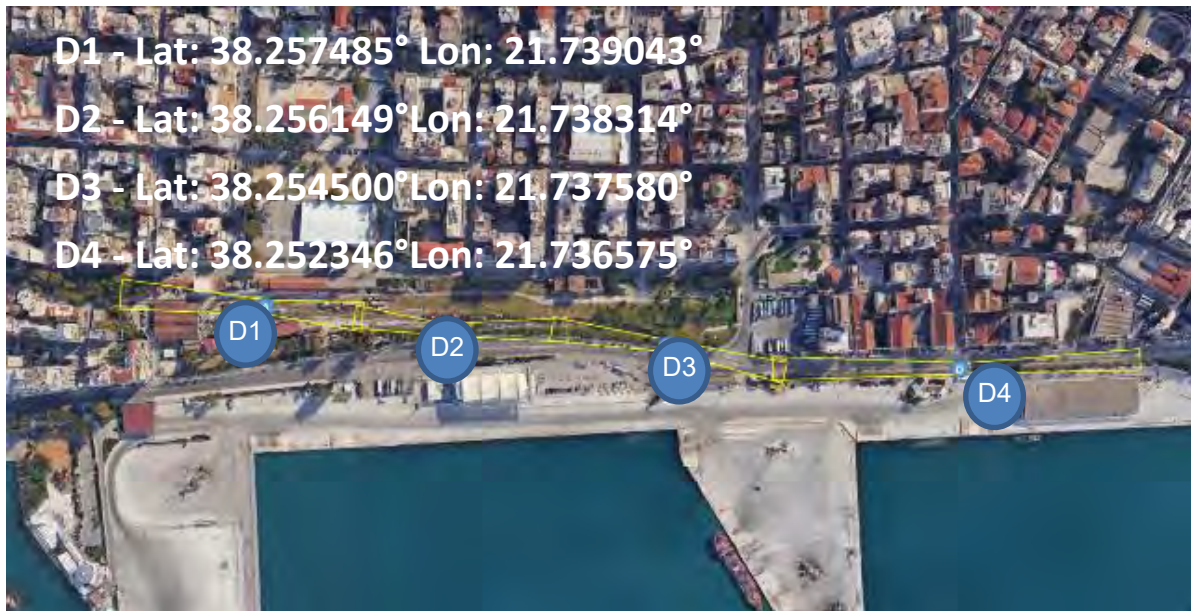 D1 - Lat: 38.257485° Lon: 21.739043°
D2 - Lat: 38.256149°Lon: 21.738314°
D3 - Lat: 38.254500°Lon: 21.737580°
D4 - Lat: 38.252346°Lon: 21.736575°
D1
D2
D3
D4